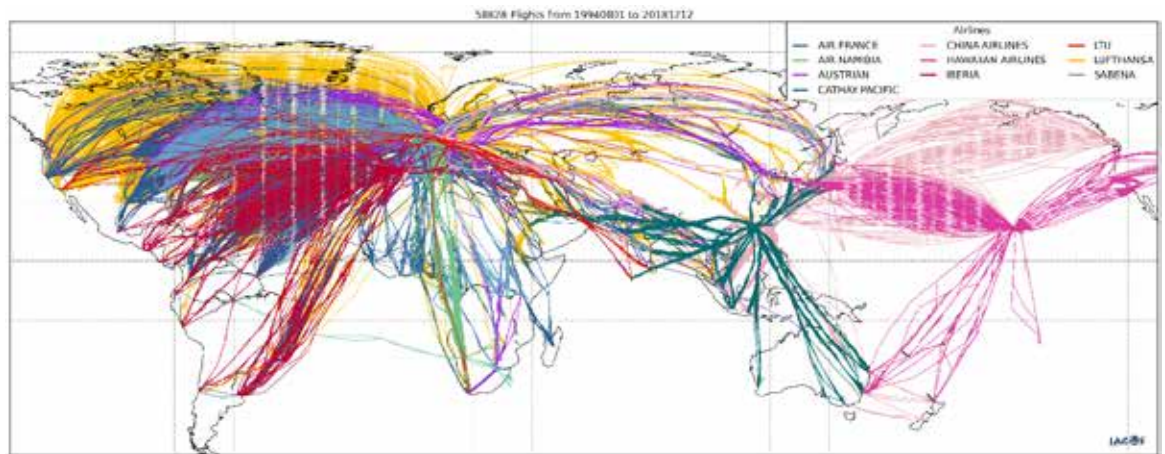 58828 Flights from 19940801 to 20181212
Airlines
AIR FRANCE
AIR NAMIBIA
AUSTRIAN
CATHAY PACIFIC
CHINA AIRLINES
HAWAIIAN AIRLINES
IBERIA
LTU
LUFTHANSA
SABENA
IAGOS